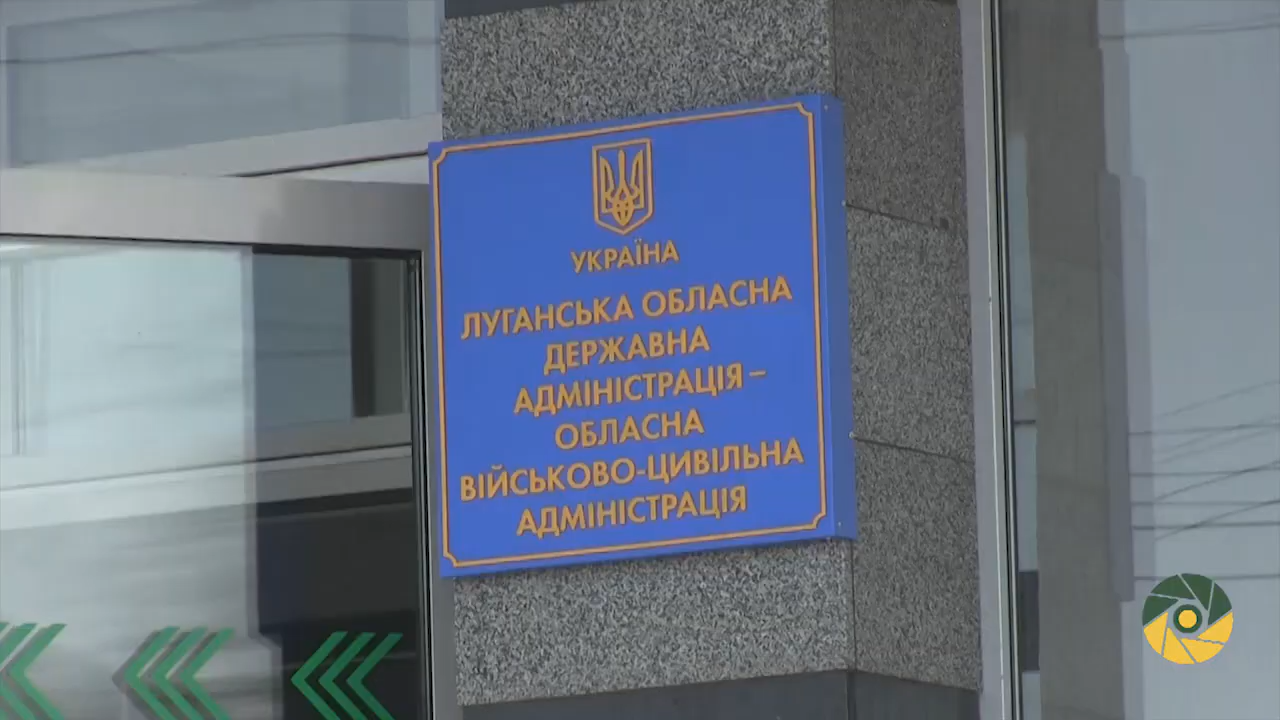 УКРАЇНА
ЛУГАНСЬКА ОБЛАСНА
ДЕРЖАВНА
АДМІНІСТРАЦІЯ –
ОБЛАСНА
ВІЙСЬКОВО-ЦИВІЛЬНА
АДМІНІСТРАЦІЯ